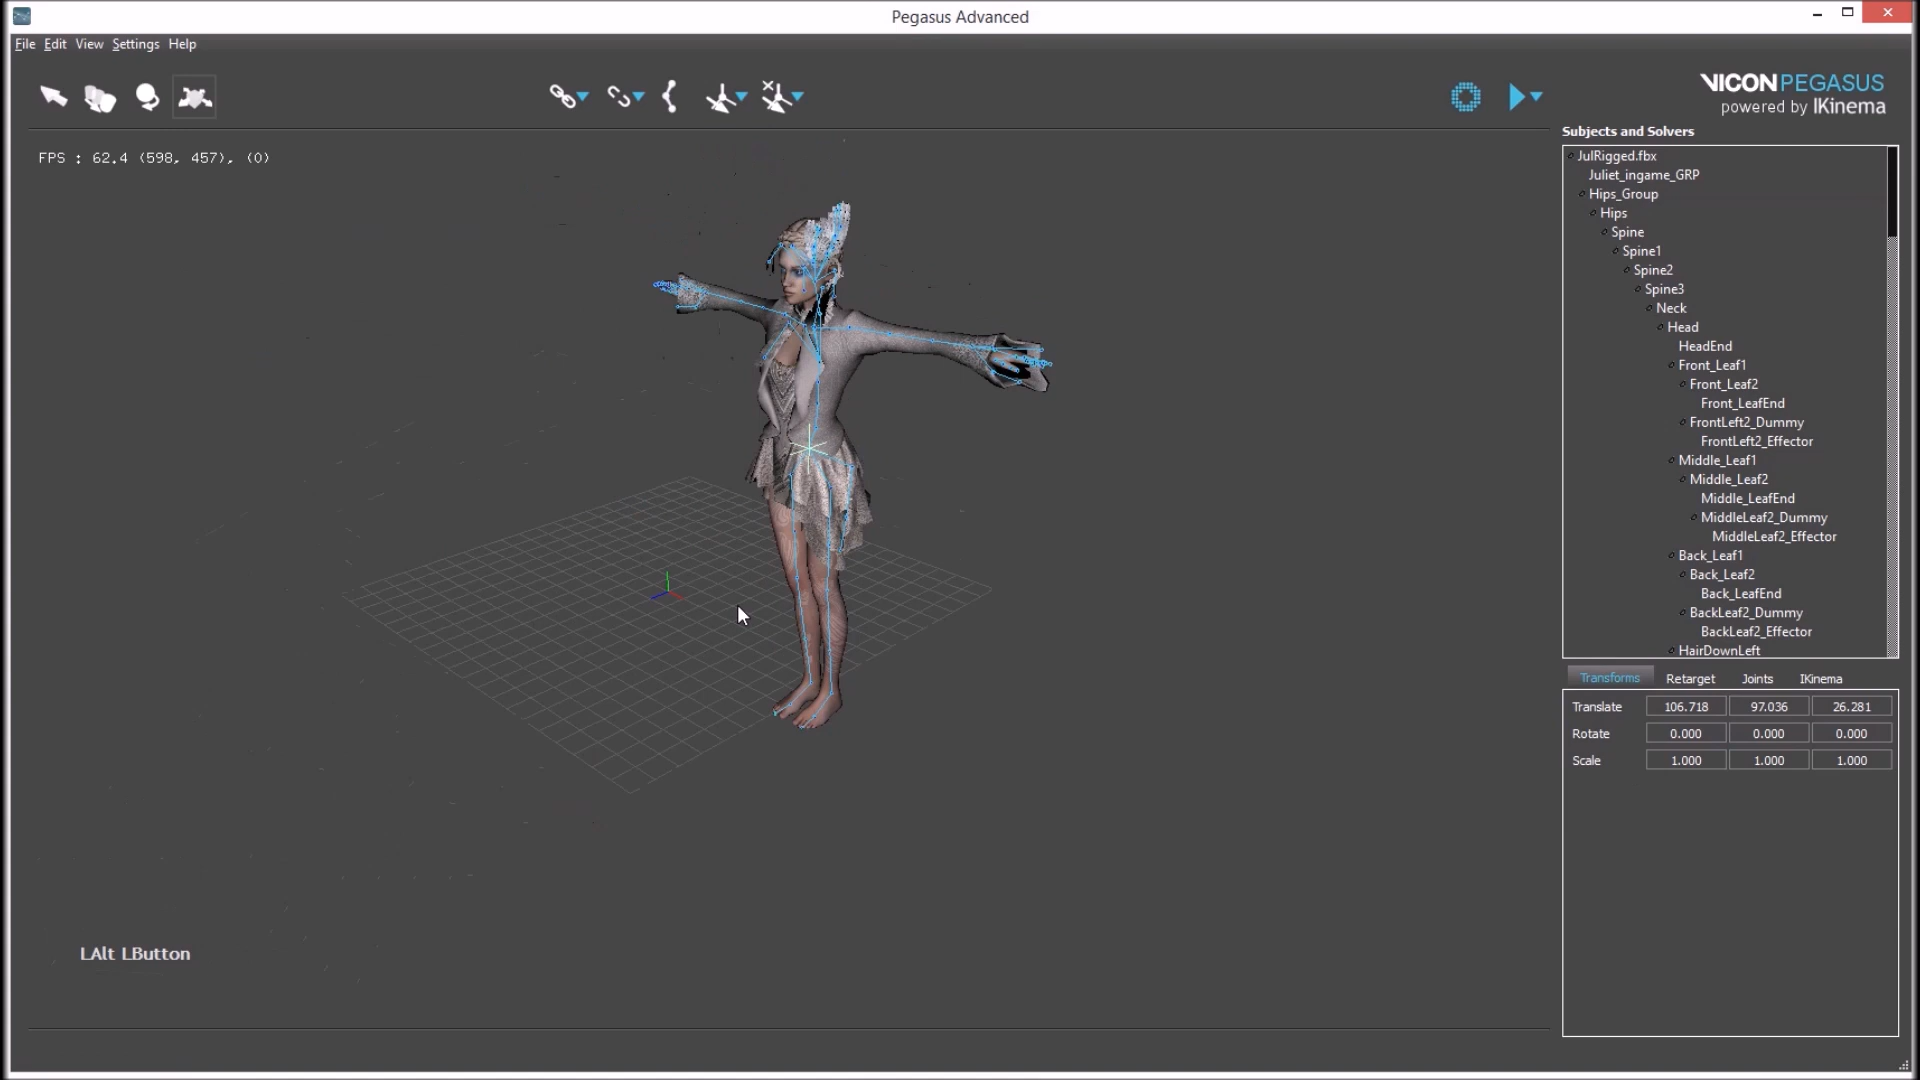 Pegasus Advanced
File Edit View Settings Help
VICON PEGASUS
powered by IKinema
Subjects and Solvers
FPS : 62.4 (598, 457), (0)
JulRigged.fbx
Juliet_ingame_GRP
Hips_Group
Hips
Spine
Spine1
Spine2
Spine3
Neck
Head
HeadEnd
Front_Leaf1
Front_Leaf2
Front_LeafEnd
FrontLeft2_Dummy
FrontLeft2_Effector
Middle_Leaf1
Middle_Leaf2
Middle_LeafEnd
MiddleLeaf2_Dummy
MiddleLeaf2_Effector
Back_Leaf1
Back_Leaf2
Back_LeafEnd
BackLeaf2_Dummy
BackLeaf2_Effector
HairDownLeft
Transforms Retarget Joints IKinema
Translate 106.718 97.036 26.281
Rotate 0.000 0.000 0.000
Scale 1.000 1.000 1.000
LAlt LButton